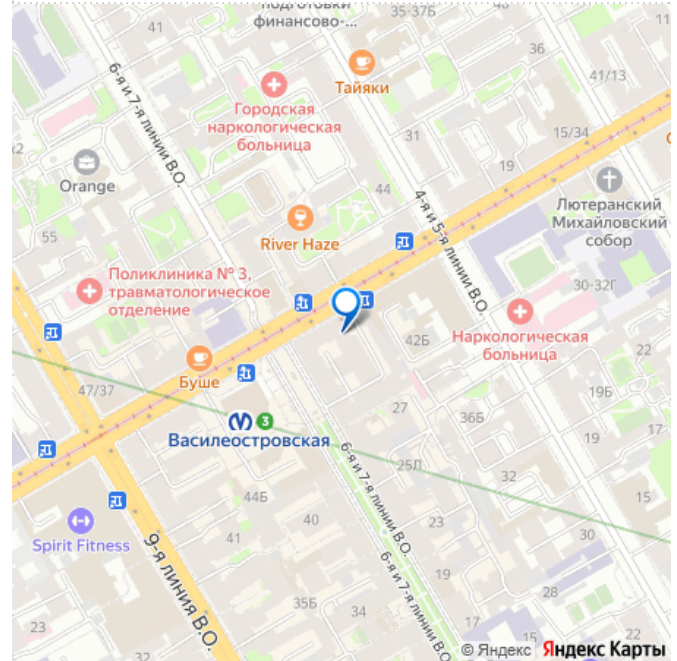 подготовки
финансово-...
35-37Б
36
41/13
6-я и 7-я линии В.О.
Тайяки
Городская
наркологическая
больница
31
15/34
Orange
44
4-я и 5-я линии В.О.
19
Лютеранский
Михайловский
собор
55
River Haze
Поликлиника № 3,
травматологическое
отделение
30-32Г
42Б
Наркологическая
больница
22
Буше
47/37
27
36Б
19Б
3
Василеостровская
6-я и 7-я линии В.О.
25Л
17
32
44Б
15
40
23
41
Spirit Fitness
9-я линия В.О.
6-я и 7-я линии В.О.
19
14
35Б
34
17
23
© Яндекс Яндекс Карты